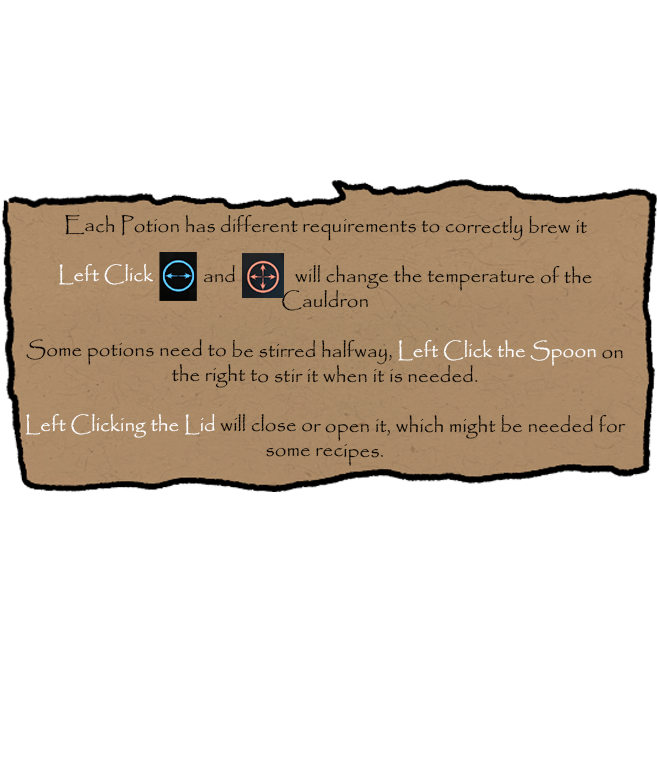 Each Potion has different requirements to correctly brew it
Left Click and will change the temperature of the
Cauldron
Some potions need to be stirred halfway, Left Click the Spoon on
the right to stir it when it is needed.
Left Clicking the Lid will close or open it, which might be needed for
some recipes.